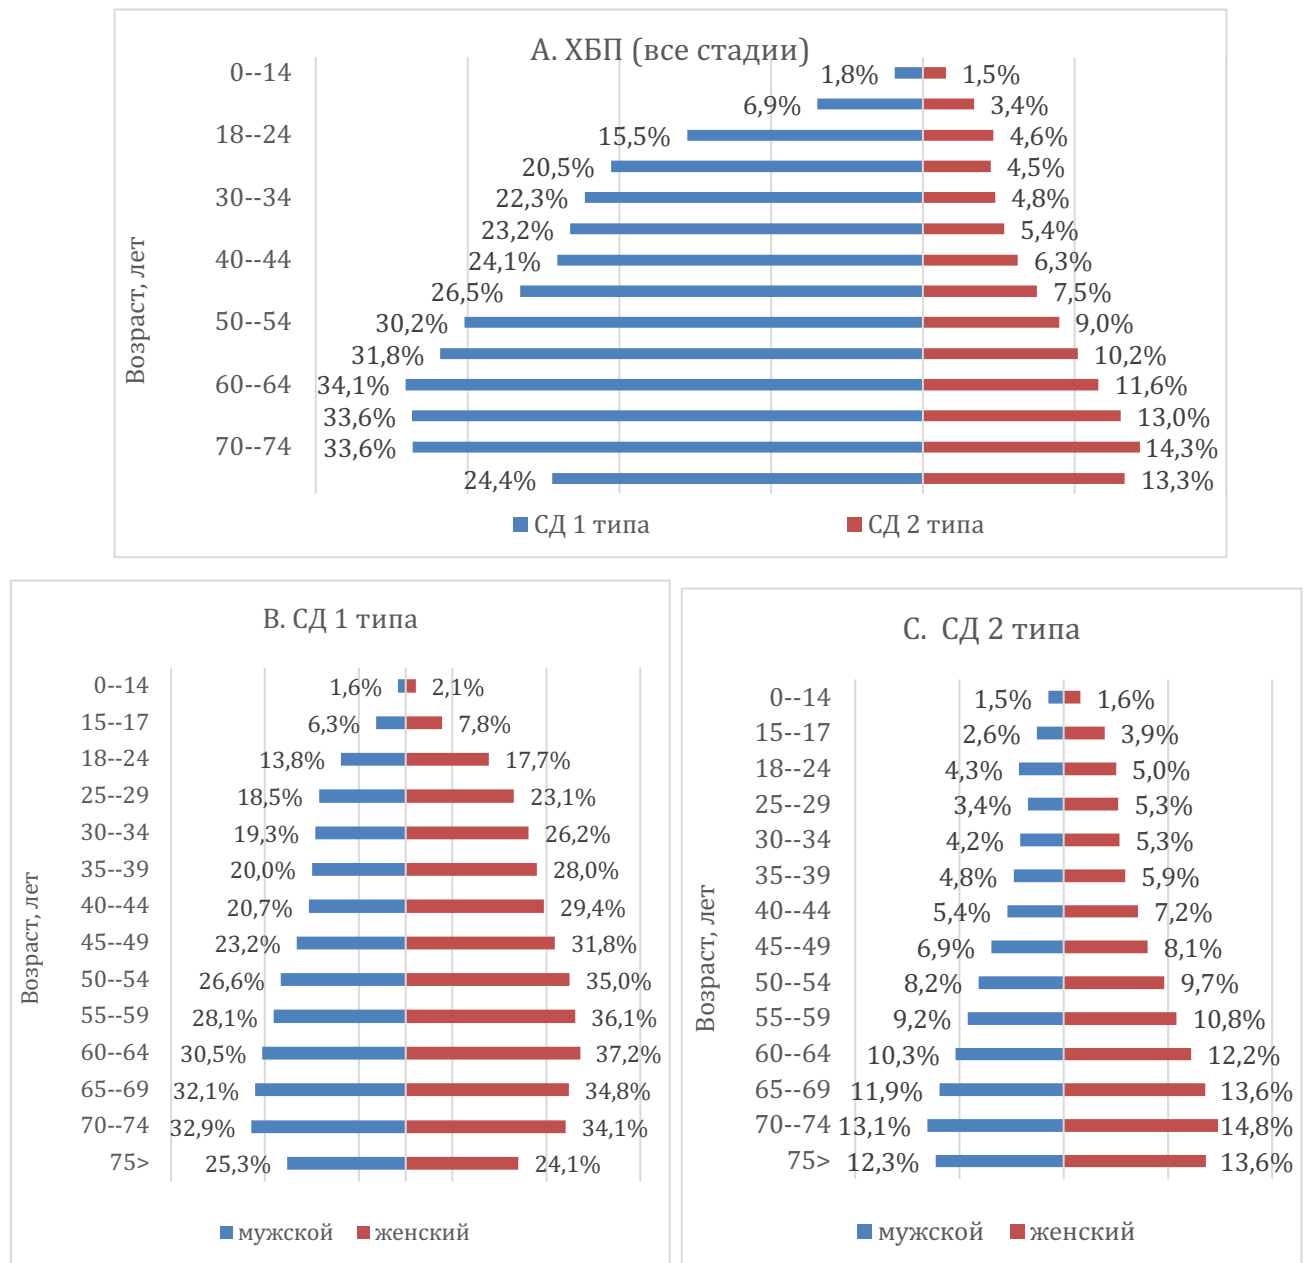 А. ХБП (все стадии)
0--14 1,8% 1,5%
6,9% 3,4%
18--24 15,5% 4,6%
20,5% 4,5%
30--34 22,3% 4,8%
23,2% 5,4%
40--44 24,1% 6,3%
26,5% 7,5%
50--54 30,2% 9,0%
31,8% 10,2%
60--64 34,1% 11,6%
33,6% 13,0%
70--74 33,6% 14,3%
24,4% 13,3%
Возраст, лет
СД 1 типа СД 2 типа
В. СД 1 типа
0--14 1,6% 2,1%
15--17 6,3% 7,8%
18--24 13,8% 17,7%
25--29 18,5% 23,1%
30--34 19,3% 26,2%
35--39 20,0% 28,0%
40--44 20,7% 29,4%
45--49 23,2% 31,8%
50--54 26,6% 35,0%
55--59 28,1% 36,1%
60--64 30,5% 37,2%
65--69 32,1% 34,8%
70--74 32,9% 34,1%
75> 25,3% 24,1%
Возраст, лет
мужской женский
С. СД 2 типа
0--14 1,5% 1,6%
15--17 2,6% 3,9%
18--24 4,3% 5,0%
25--29 3,4% 5,3%
30--34 4,2% 5,3%
35--39 4,8% 5,9%
40--44 5,4% 7,2%
45--49 6,9% 8,1%
50--54 8,2% 9,7%
55--59 9,2% 10,8%
60--64 10,3% 12,2%
65--69 11,9% 13,6%
70--74 13,1% 14,8%
75> 12,3% 13,6%
Возраст, лет
мужской женский